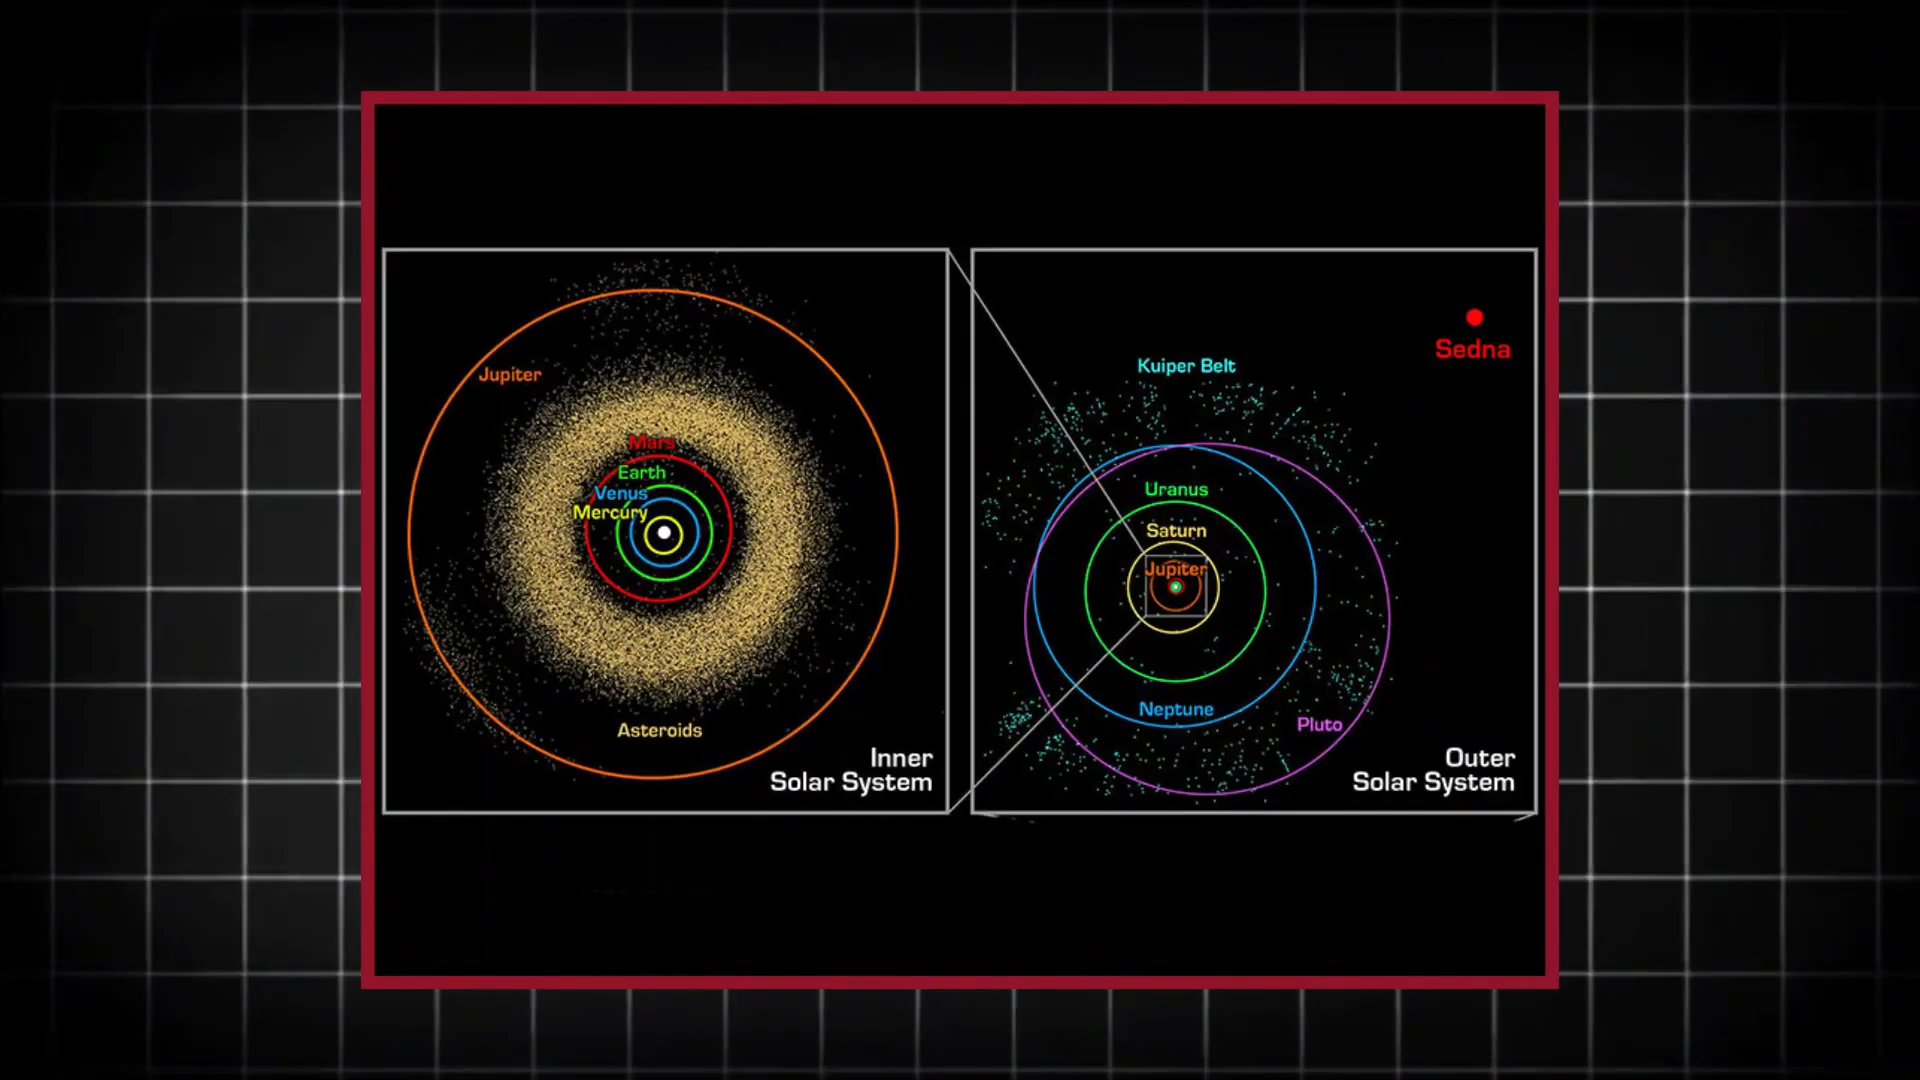 Jupiter
Mars
Earth
Venus
Mercury
Asteroids
Inner
Solar System
Sedna
Kuiper Belt
Uranus
Saturn
Jupiter
Neptune
Pluto
Outer
Solar System